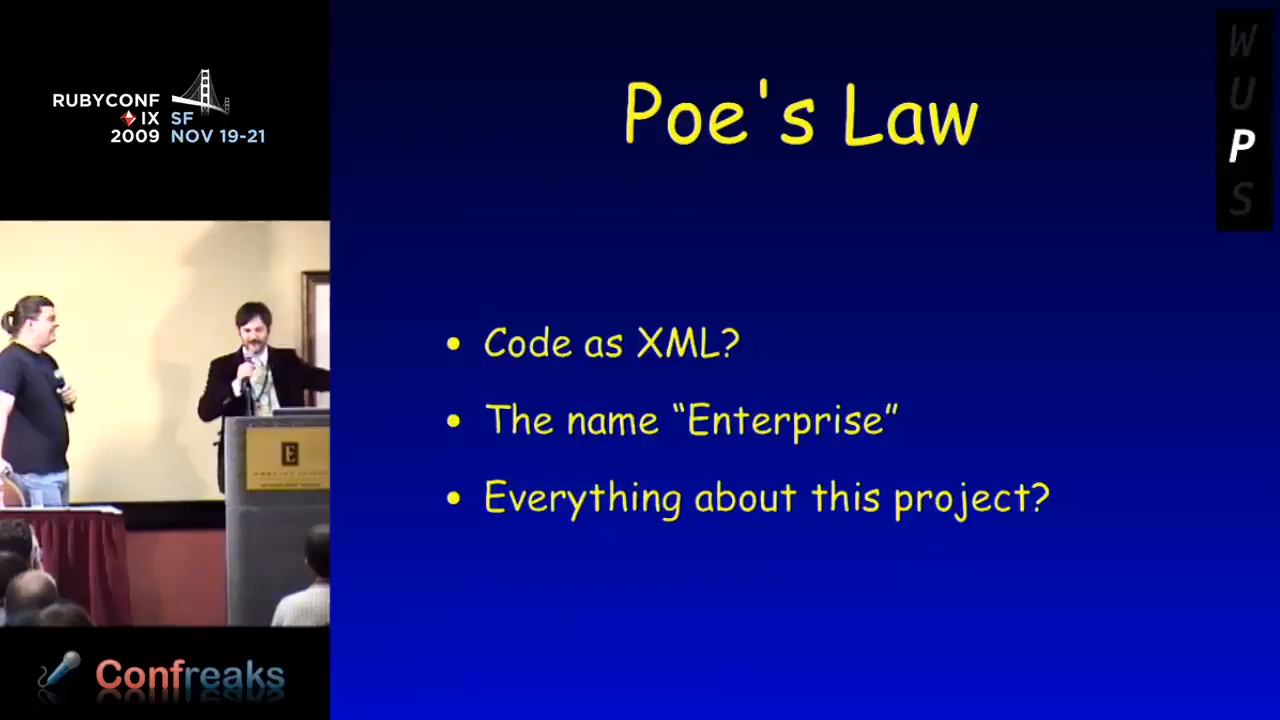 RUBYCONF
IX SF
2009 NOV 19-21
Poe's Law
W
U
P
S
• Code as XML?
• The name “Enterprise”
• Everything about this project?
E
Confreaks